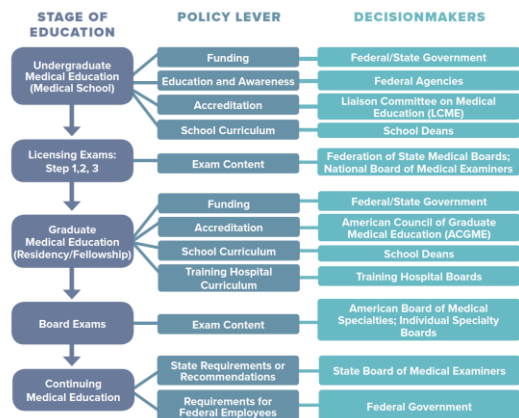 STAGE OF
EDUCATION
POLICY LEVER
DECISIONMAKERS
Undergraduate
Medical Education
(Medical School)
Funding
Federal/State Government
Education and Awareness
Federal Agencies
Accreditation
Liaison Committee on Medical
Education (LCME)
School Curriculum
School Deans
Licensing Exams:
Step 1,2, 3
Exam Content
Federation of State Medical Boards;
National Board of Medical Examiners
Graduate
Medical Education
(Residency/Fellowship)
Funding
Federal/State Government
Accreditation
American Council of Graduate
Medical Education (ACGME)
School Curriculum
School Deans
Training Hospital
Curriculum
Training Hospital Boards
Board Exams
Exam Content
American Board of Medical
Specialties; Individual Specialty
Boards
Continuing
Medical Education
State Requirements or
Recommendations
State Board of Medical Examiners
Requirements for
Federal Employees
Federal Government